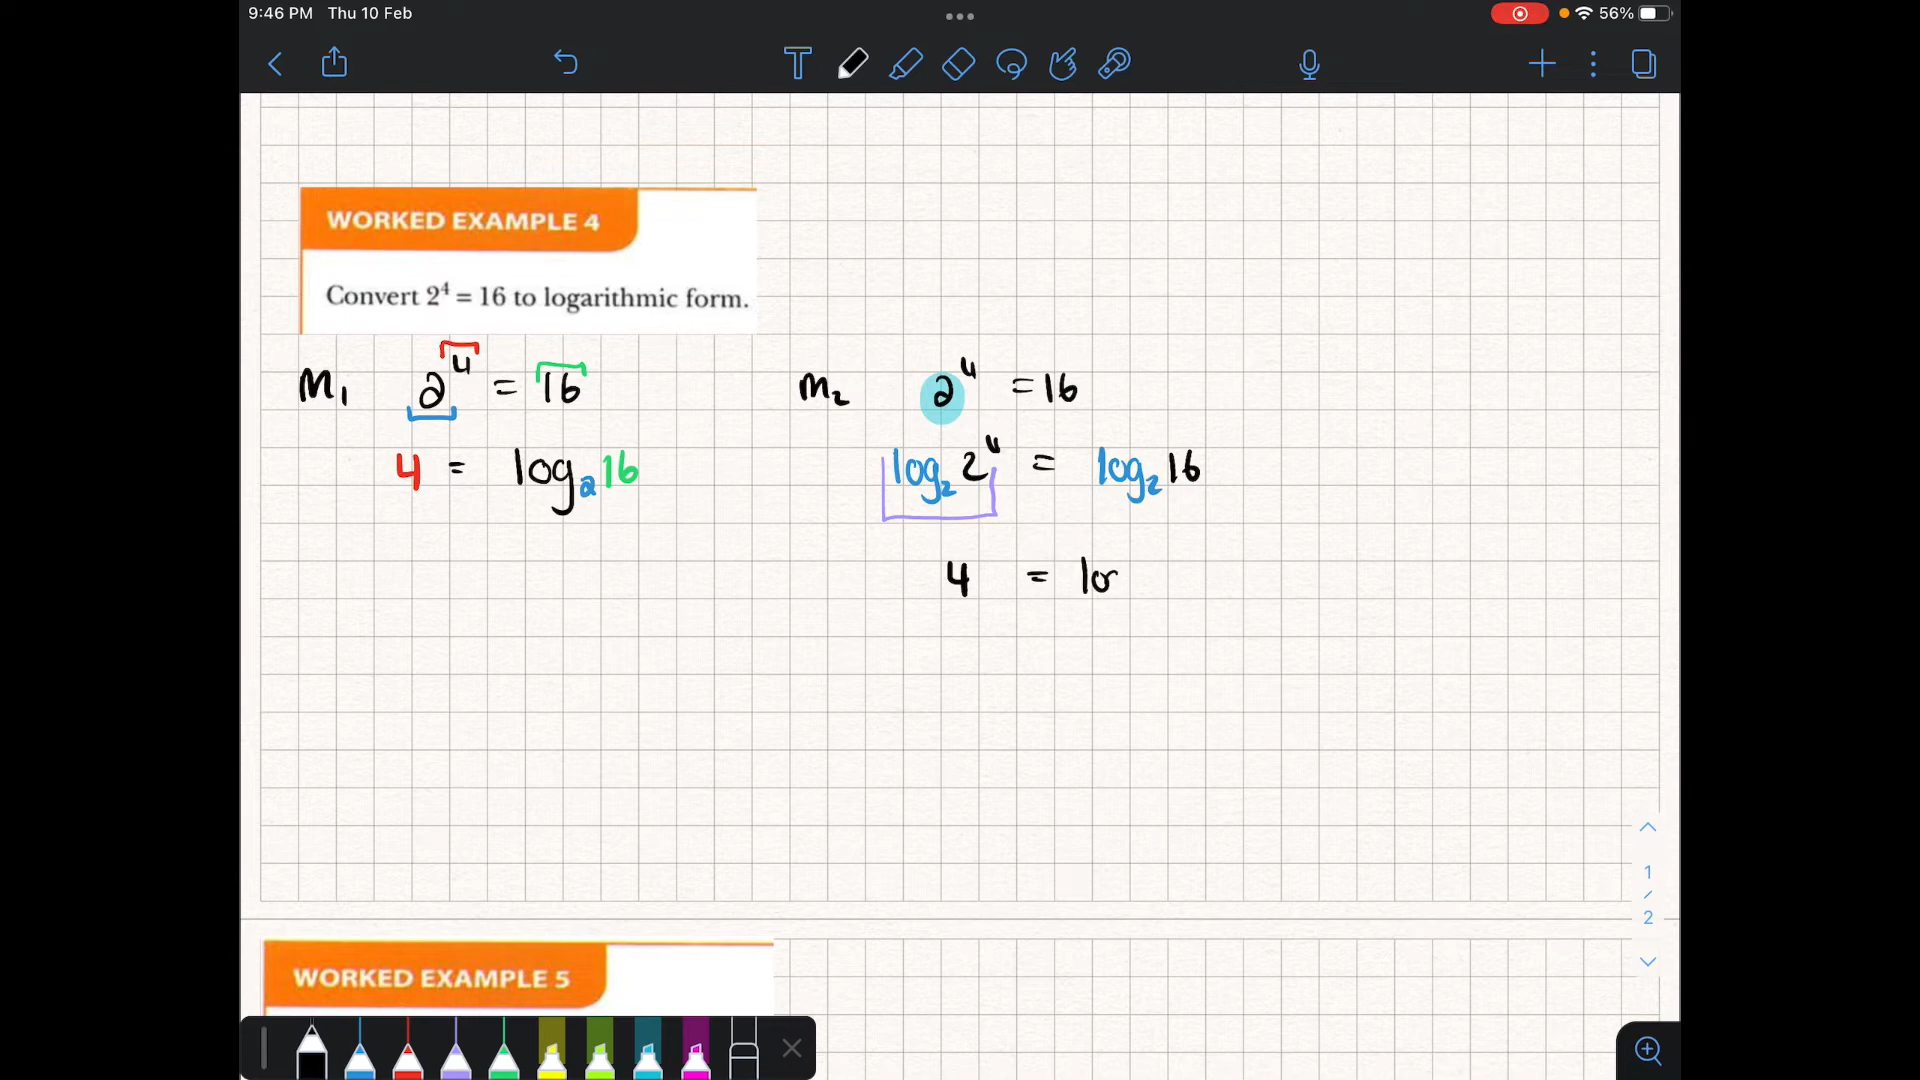 9:46 PM Thu 10 Feb
56%
T
WORKED EXAMPLE 4
Convert 2⁴ = 16 to logarithmic form.
M₁ 2⁴ = 16
4 = log₂16
M₂ 2⁴ = 16
log₂2⁴ = log₂16
4 = lo
1
/
2
WORKED EXAMPLE 5